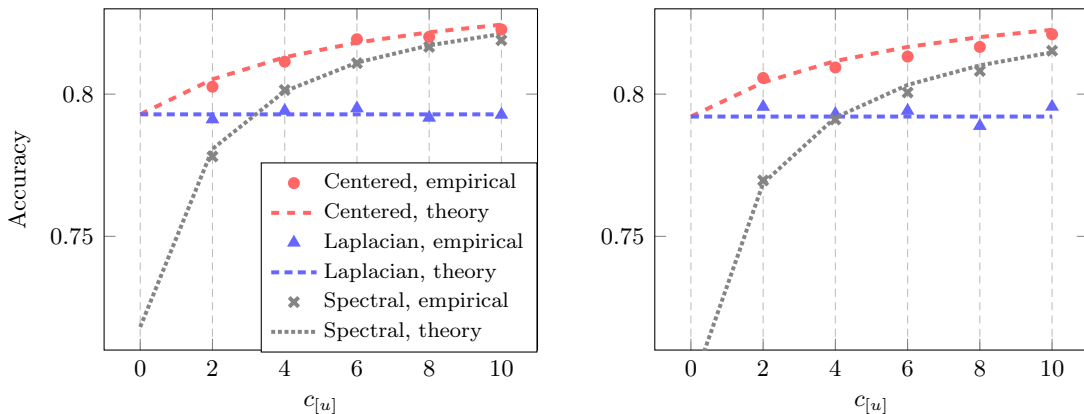 Accuracy
0.8
0.75
Centered, empirical
Centered, theory
Laplacian, empirical
Laplacian, theory
Spectral, empirical
Spectral, theory
0 2 4 6 8 10
c[u]
0.8
0.75
0 2 4 6 8 10
c[u]